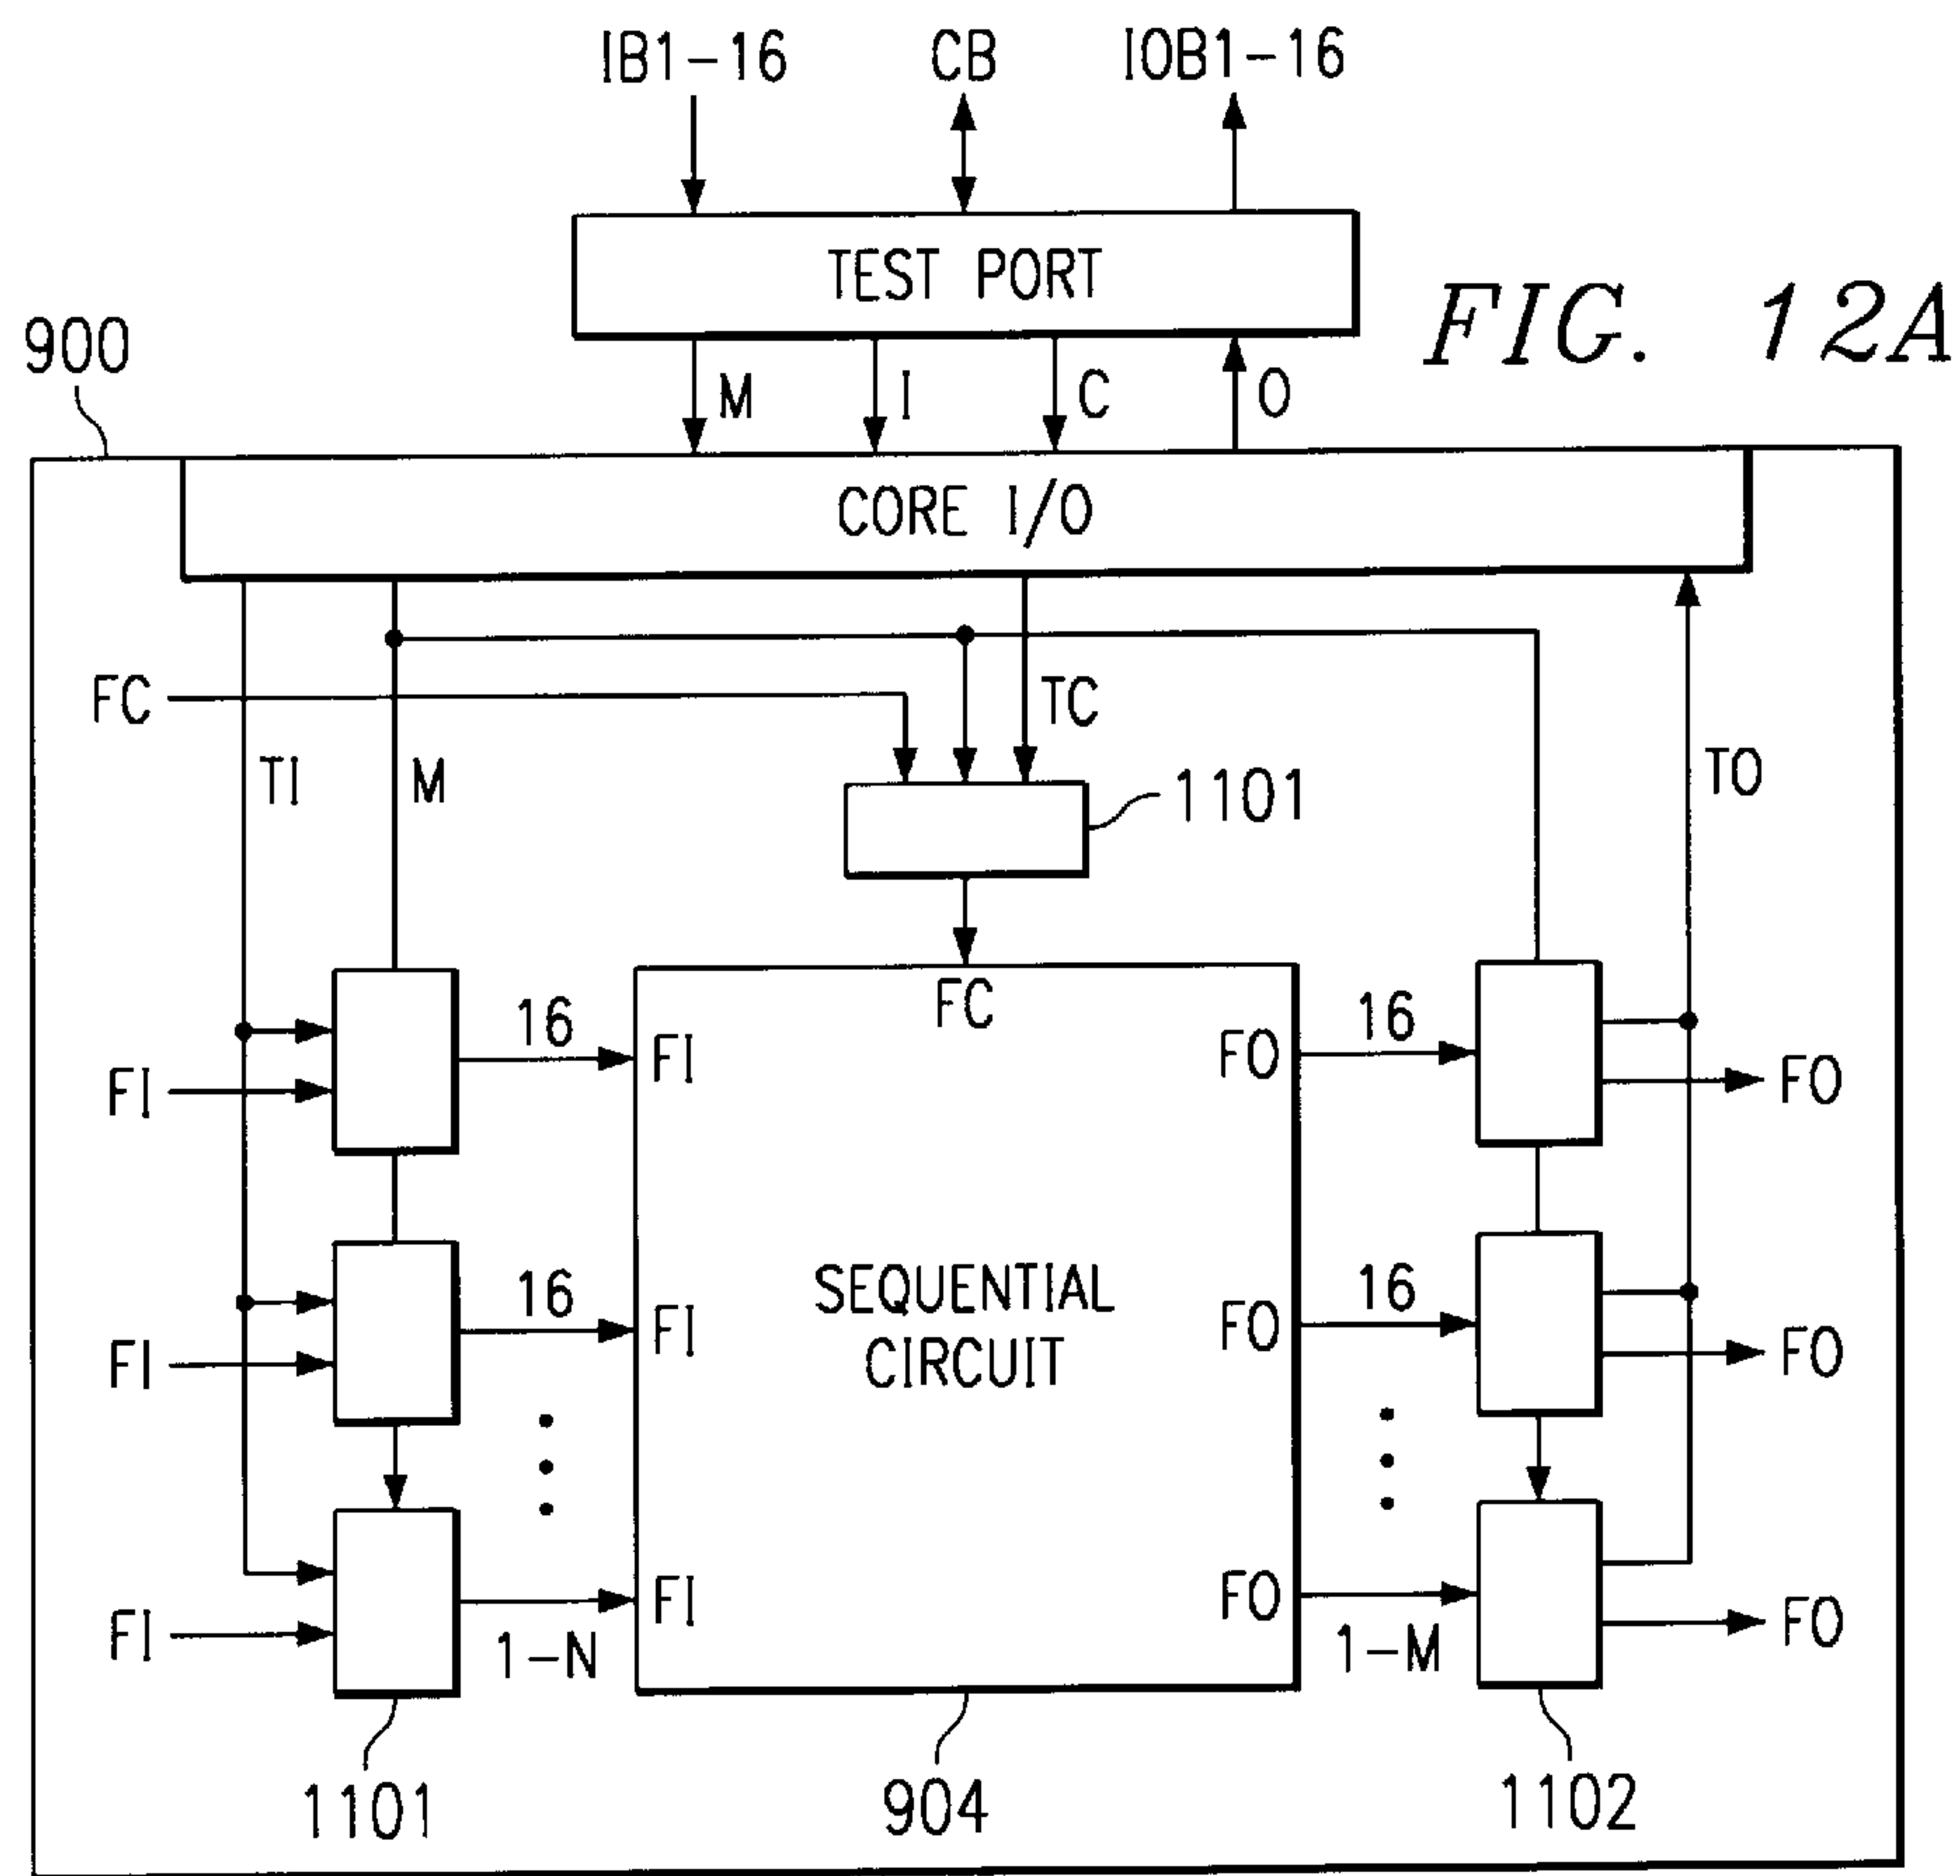 IB1-16 CB IOB1-16
TEST PORT
FIG. 12A
900
M I C O
CORE I/O
FC
TC
TI M
1101
TO
FC
16 16
FI FO
FI FO
16 16
SEQUENTIAL
FI FO
CIRCUIT
FI FO
FI FO
FI FO
1-N 1-M
1101 904 1102